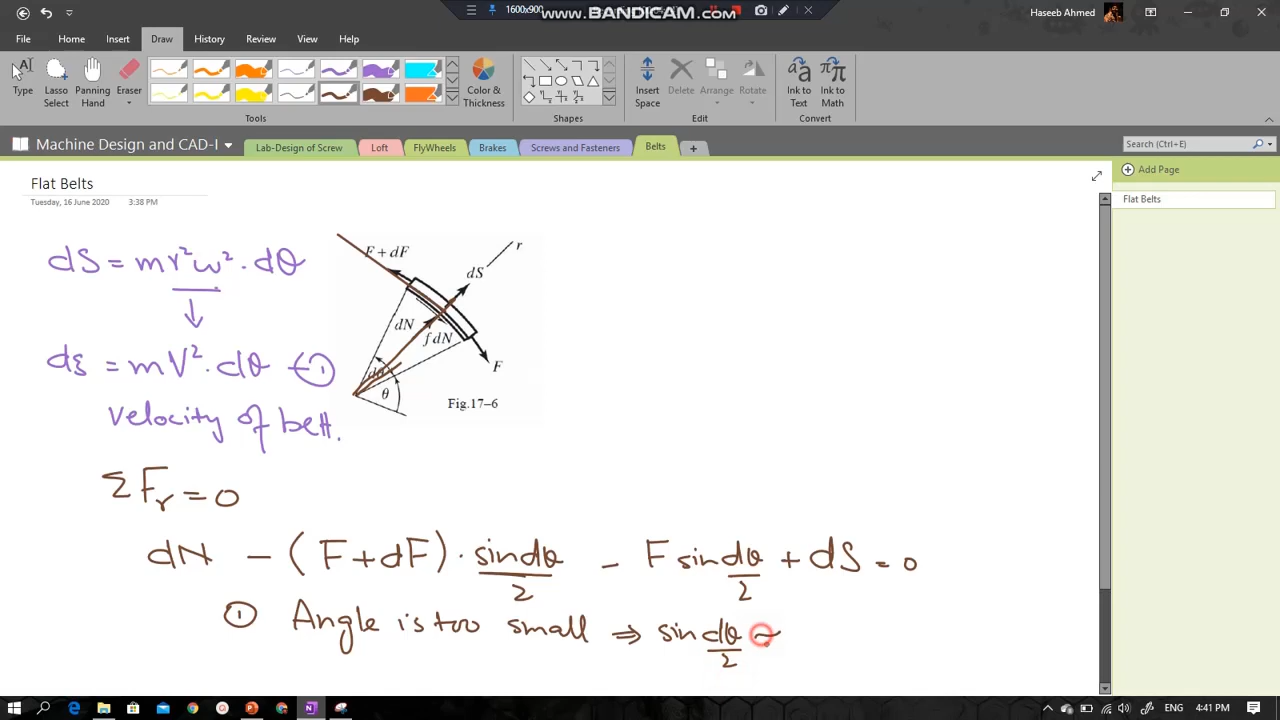 1600x900
www.BANDICAM.com
Haseeb Ahmed
File Home Insert Draw History Review View Help
Type
Lasso Select
Panning Hand
Eraser
Color & Thickness
Insert Space
Delete
Arrange
Rotate
Ink to Text
Ink to Math
Tools
Shapes
Edit
Convert
Machine Design and CAD-I
Lab-Design of Screw Loft FlyWheels Brakes Screws and Fasteners Belts +
Search (Ctrl+E)
Add Page
Flat Belts
Flat Belts
Tuesday, 16 June 2020 3:38 PM
dS = mr²w².dθ
↓
dS = mV².dθ ①
Velocity of belt.
F + dF
r
dS
dN
f dN
F
dθ
θ
Fig.17–6
ΣFr = 0
dN - (F+dF) . sin dθ/2 - F sin dθ/2 + dS = 0
① Angle is too small ⇒ sin dθ/2 ~
ENG 4:41 PM